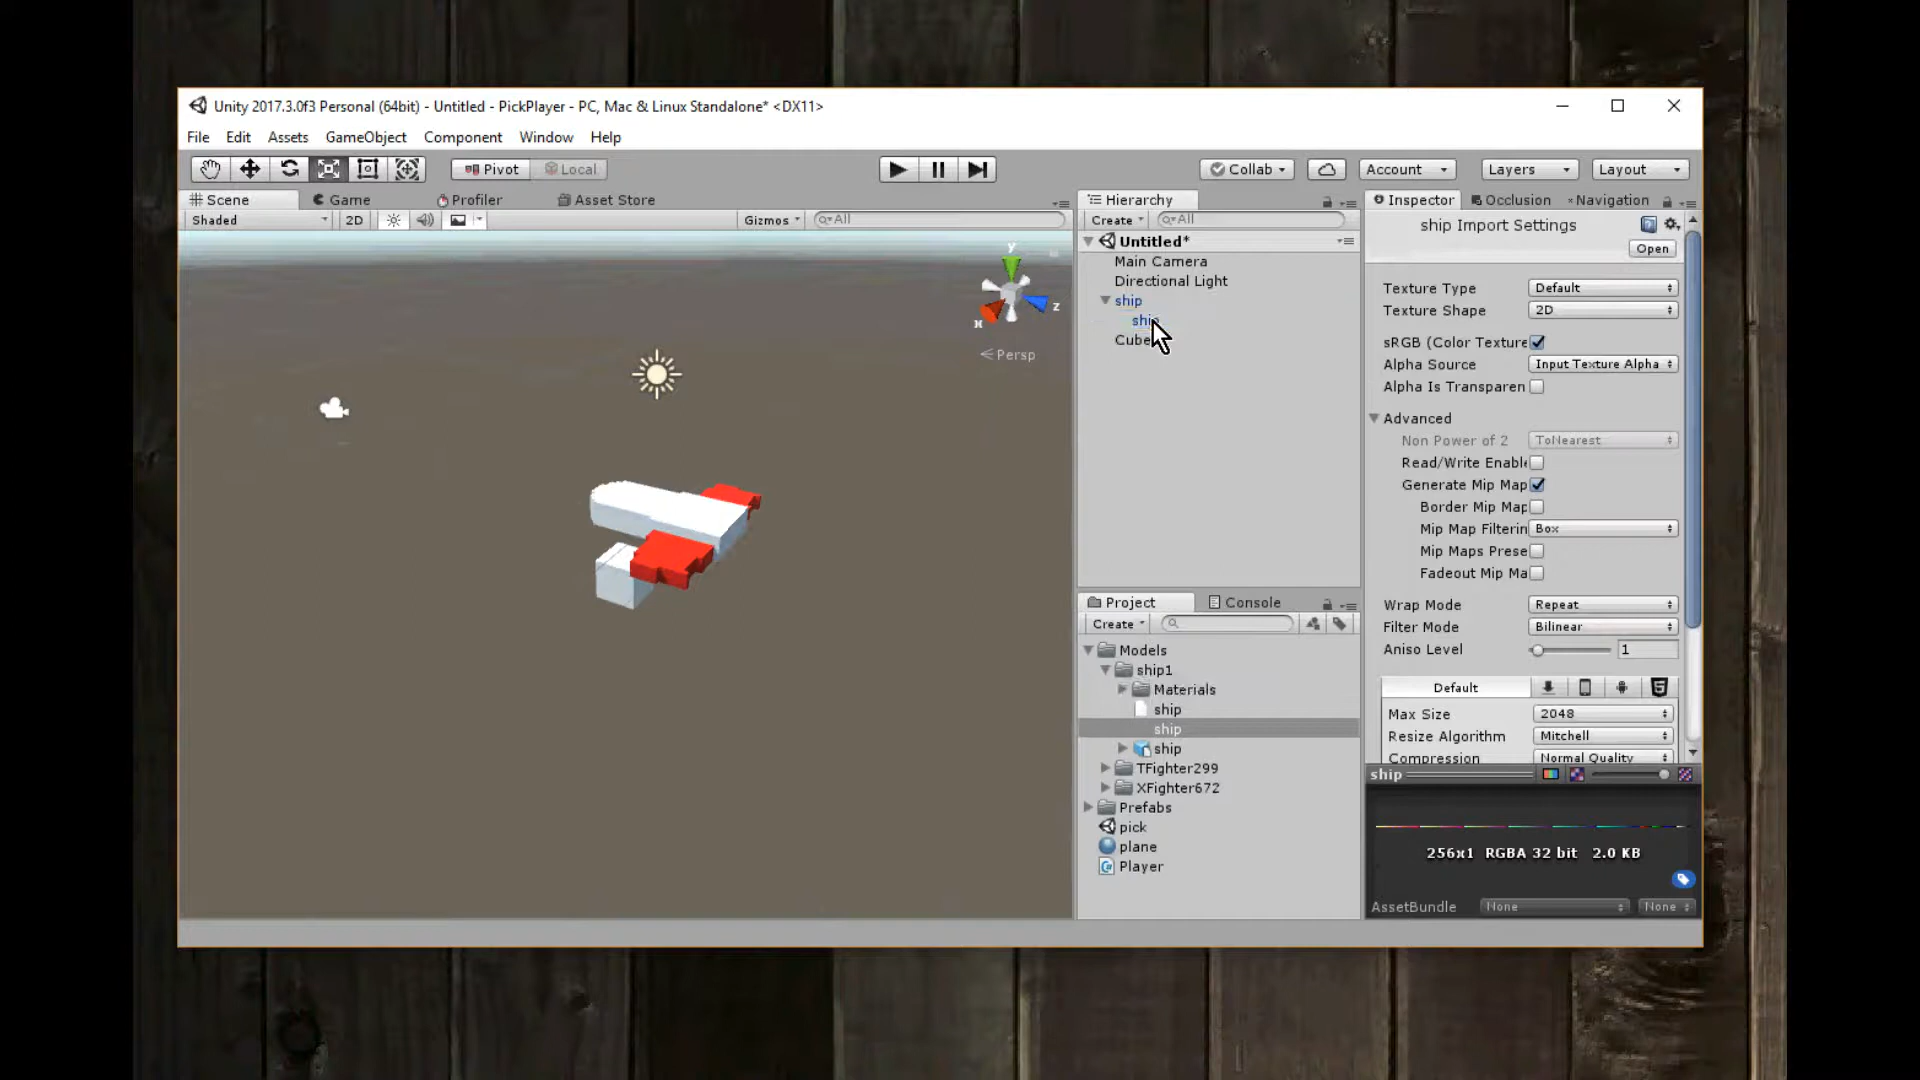 Unity 2017.3.0f3 Personal (64bit) - Untitled - PickPlayer - PC, Mac & Linux Standalone* <DX11>
File Edit Assets GameObject Component Window Help
Pivot Local Collab Account Layers Layout
Scene Game Profiler Asset Store
Shaded 2D Gizmos All
y
x
z
Persp
Hierarchy
Create All
Untitled*
Main Camera
Directional Light
ship
ship
Cube
Project Console
Create
Models
ship1
Materials
ship
ship
ship
TFighter299
XFighter672
Prefabs
pick
plane
Player
Inspector Occlusion Navigation
ship Import Settings
Open
Texture Type Default
Texture Shape 2D
sRGB (Color Texture
Alpha Source Input Texture Alpha
Alpha Is Transparen
Advanced
Non Power of 2 ToNearest
Read/Write Enable
Generate Mip Map
Border Mip Map
Mip Map Filterin Box
Mip Maps Prese
Fadeout Mip Ma
Wrap Mode Repeat
Filter Mode Bilinear
Aniso Level 1
Default
Max Size 2048
Resize Algorithm Mitchell
Compression Normal Quality
ship
256x1 RGBA 32 bit 2.0 KB
AssetBundle None None